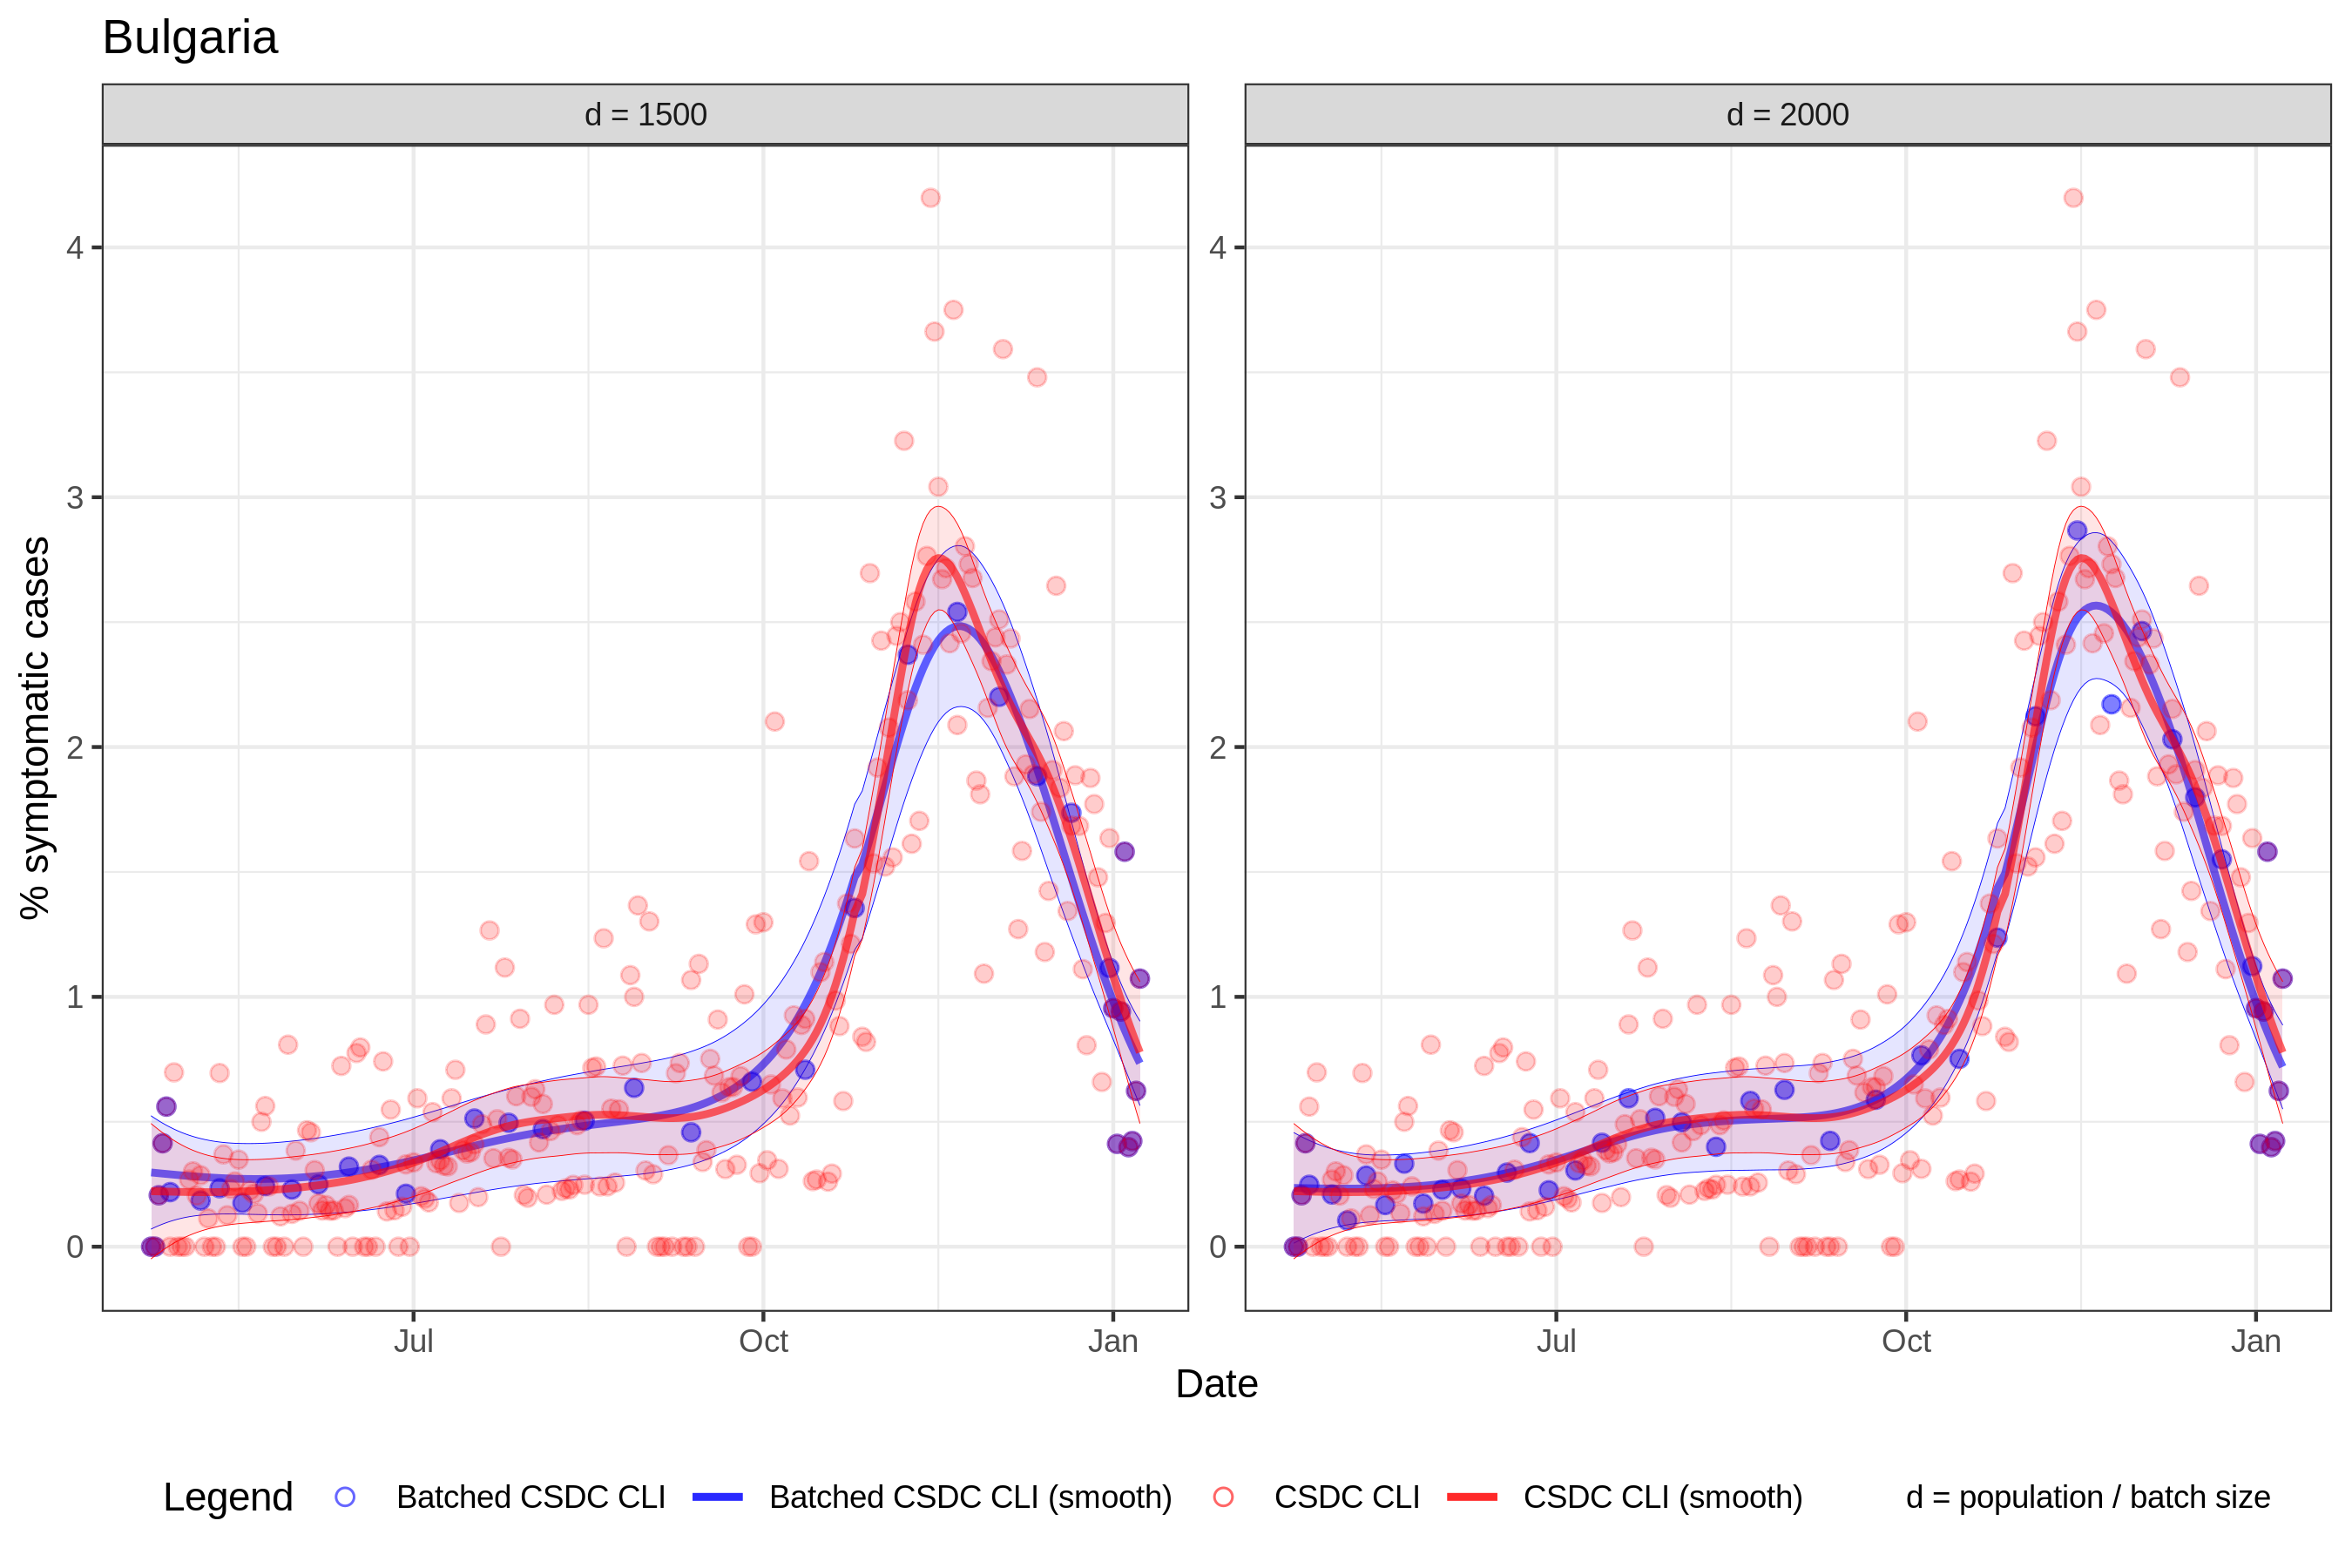 Bulgaria
d = 1500
d = 2000
% symptomatic cases
4
3
2
1
0
4
3
2
1
0
Jul
Oct
Jan
Jul
Oct
Jan
Date
Legend
Batched CSDC CLI
Batched CSDC CLI (smooth)
CSDC CLI
CSDC CLI (smooth)
d = population / batch size